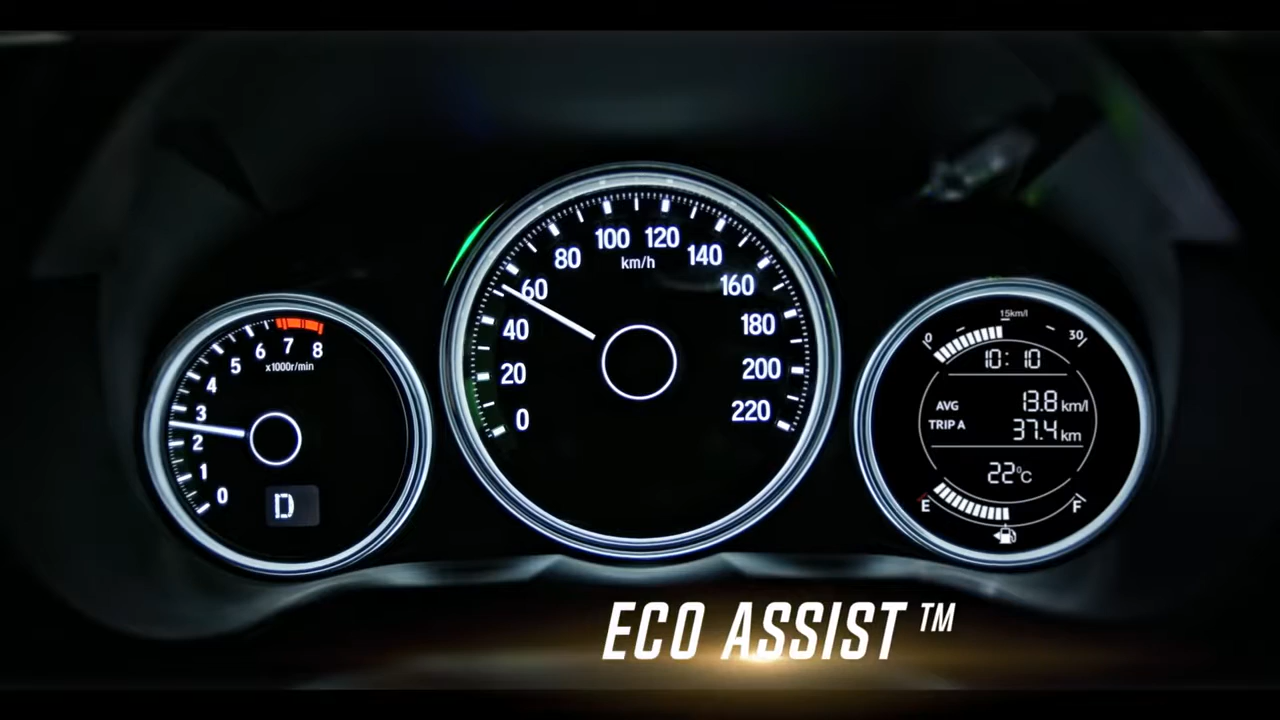 0
1
2
3
4
5
6
7
8
x1000r/min
D
0
20
40
60
80
100
120
140
160
180
200
220
km/h
15km/l
0
30
10:10
AVG 13.8 km/l
TRIP A 37.4 km
22°C
E F
ECO ASSIST™